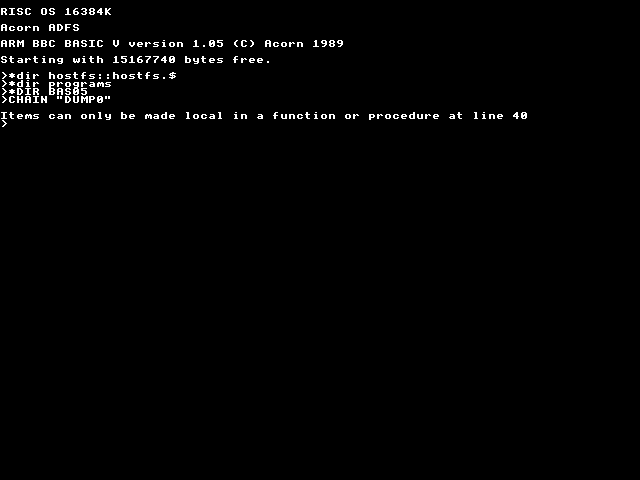 RISC OS 16384K
Acorn ADFS
ARM BBC BASIC V version 1.05 (C) Acorn 1989
Starting with 15167740 bytes free.
>*dir hostfs::hostfs.$
>*dir programs
>*DIR BAS05
>CHAIN "DUMP0"
Items can only be made local in a function or procedure at line 40
>